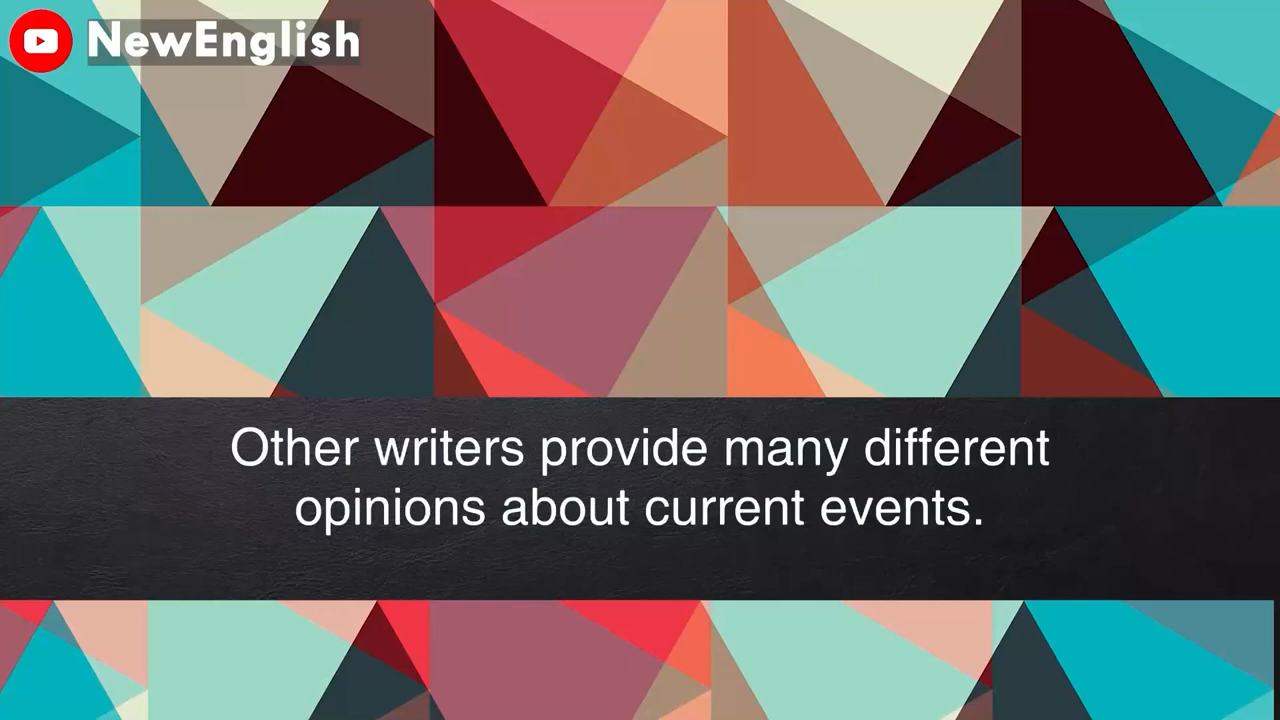 NewEnglish
Other writers provide many different
opinions about current events.